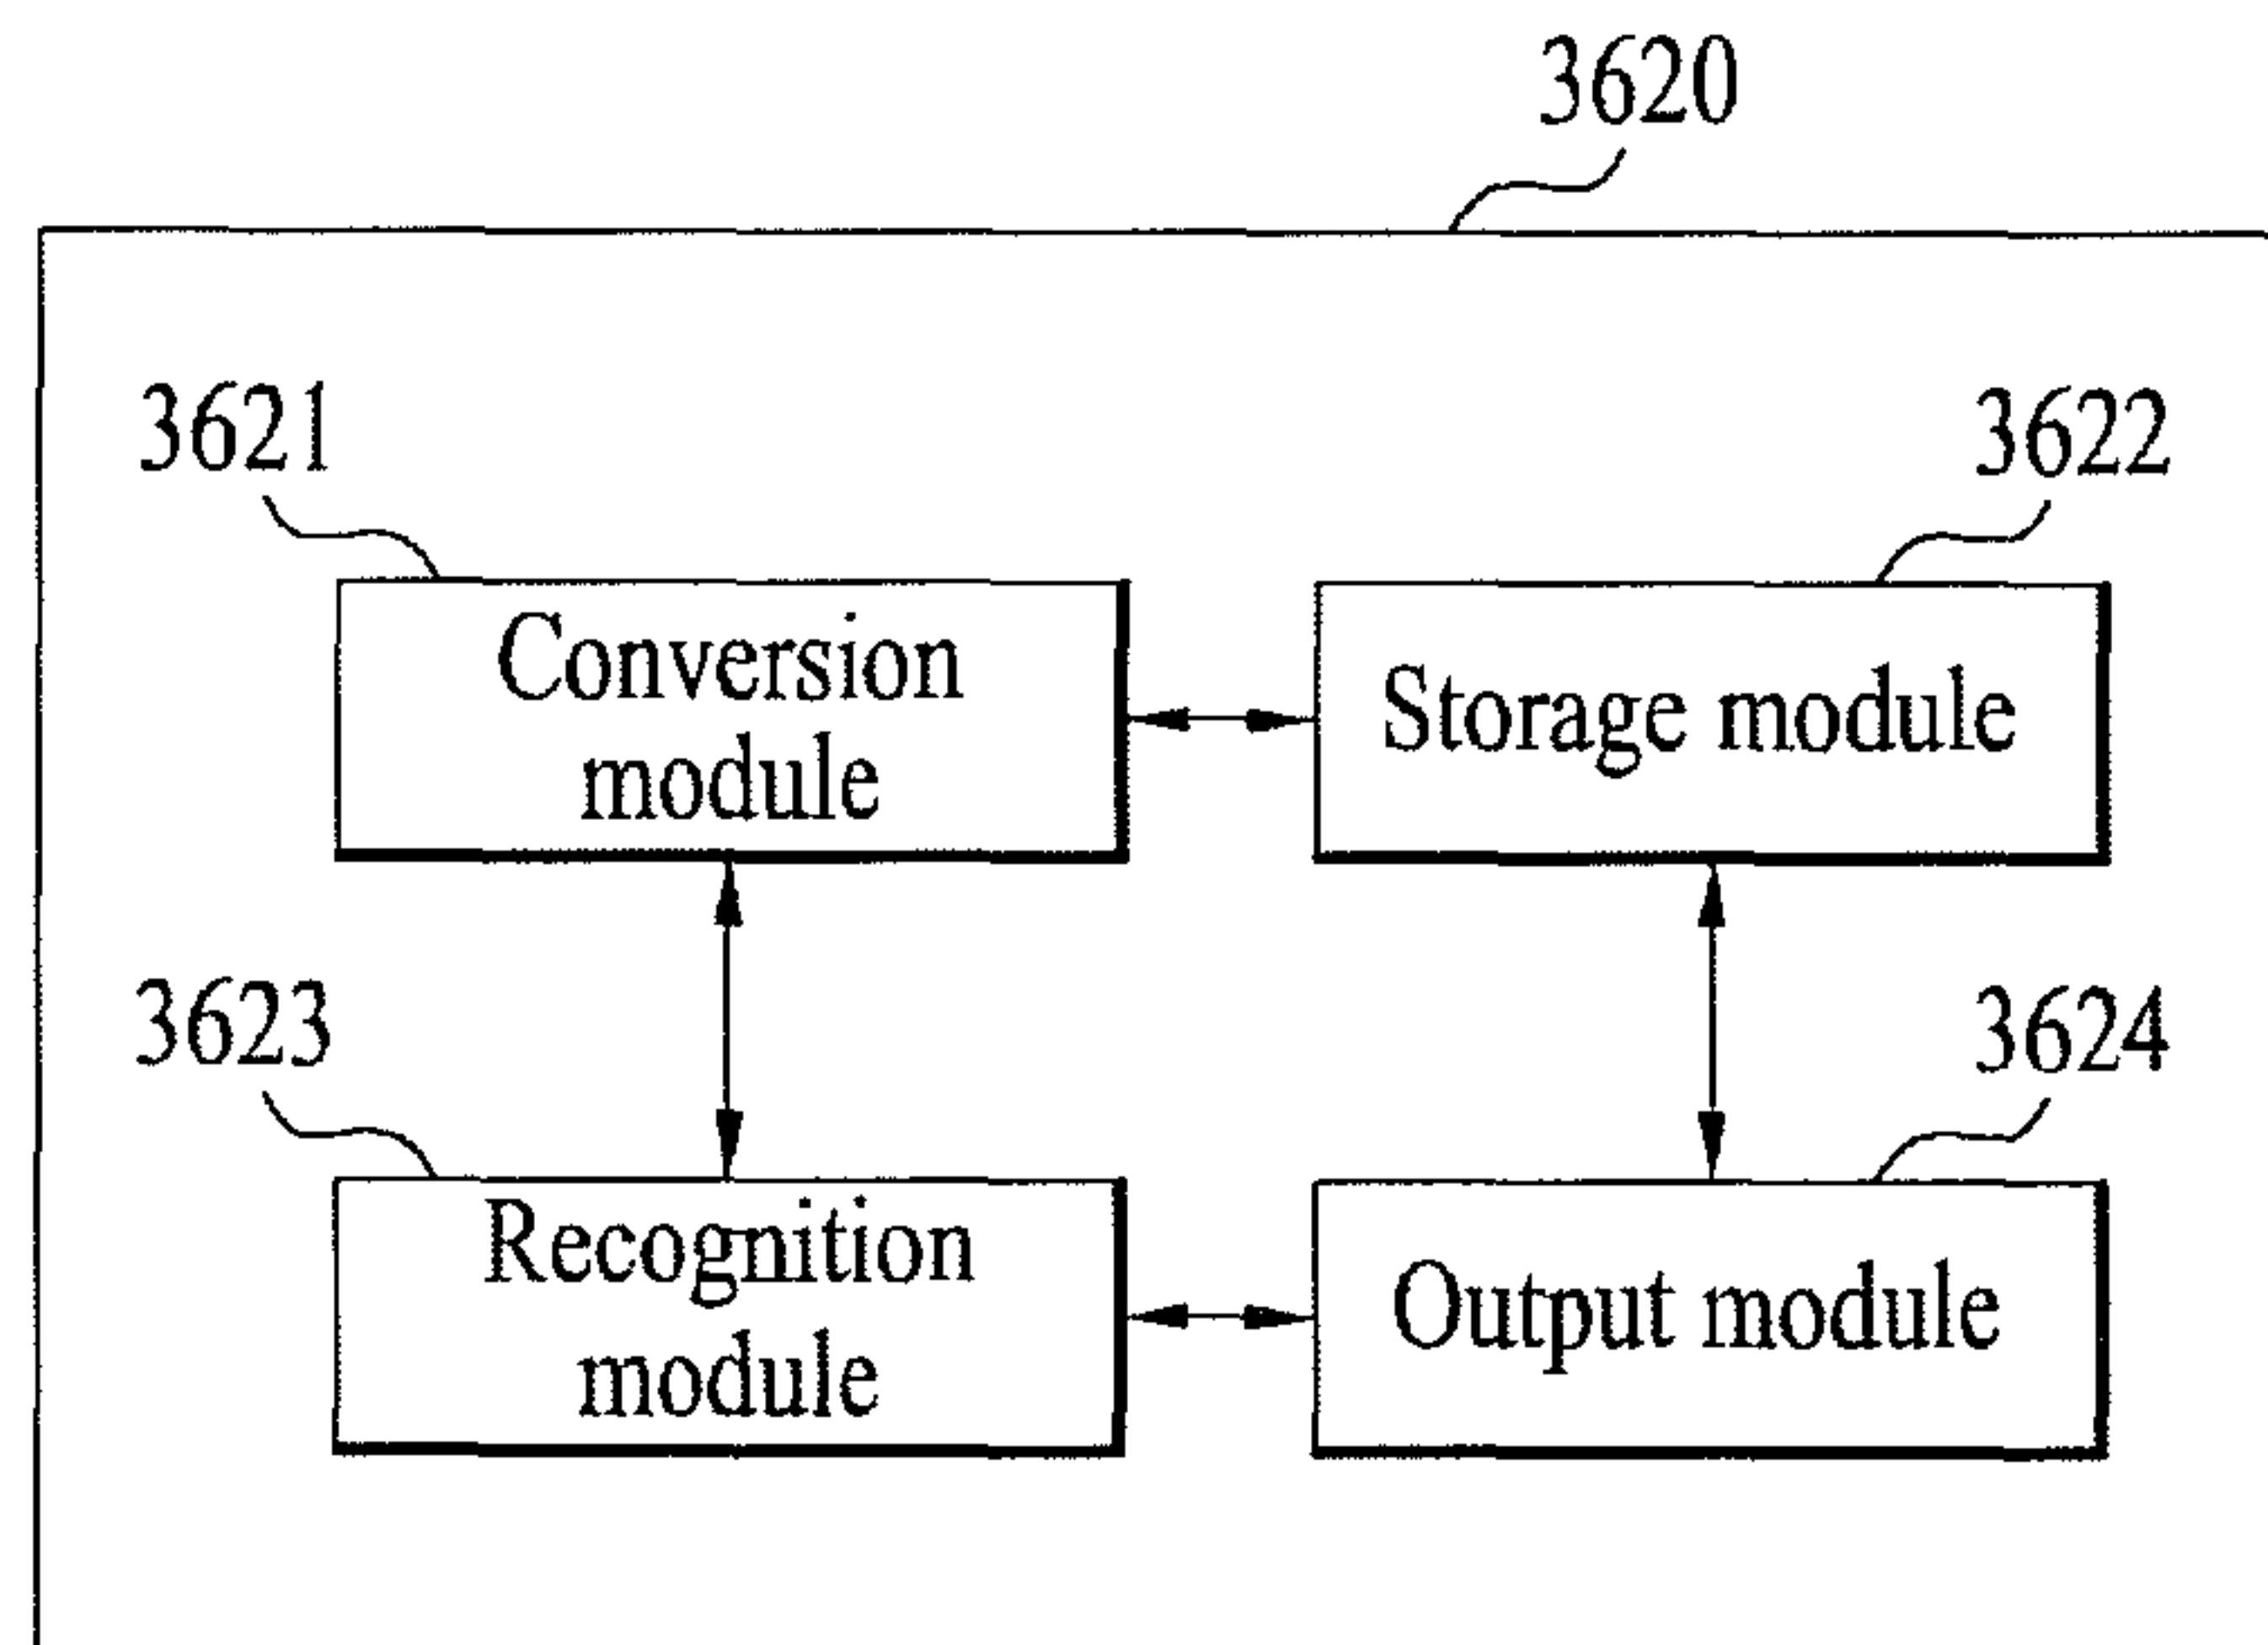 3620
3621
3622
Conversion
module
Storage module
3623
3624
Recognition
module
Output module